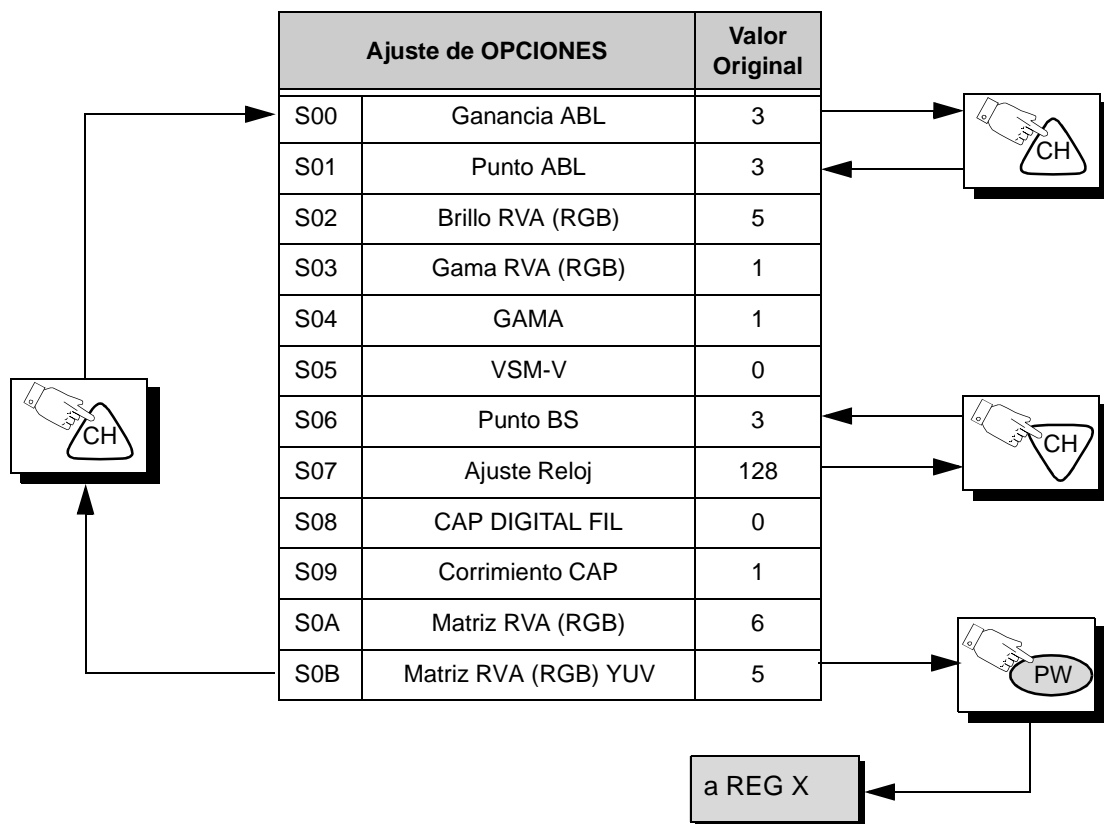 Ajuste de OPCIONES Valor Original
S00 Ganancia ABL 3
CH
S01 Punto ABL 3
S02 Brillo RVA (RGB) 5
S03 Gama RVA (RGB) 1
S04 GAMA 1
S05 VSM-V 0
CH
S06 Punto BS 3
CH
S07 Ajuste Reloj 128
S08 CAP DIGITAL FIL 0
S09 Corrimiento CAP 1
S0A Matriz RVA (RGB) 6
S0B Matriz RVA (RGB) YUV 5
PW
a REG X